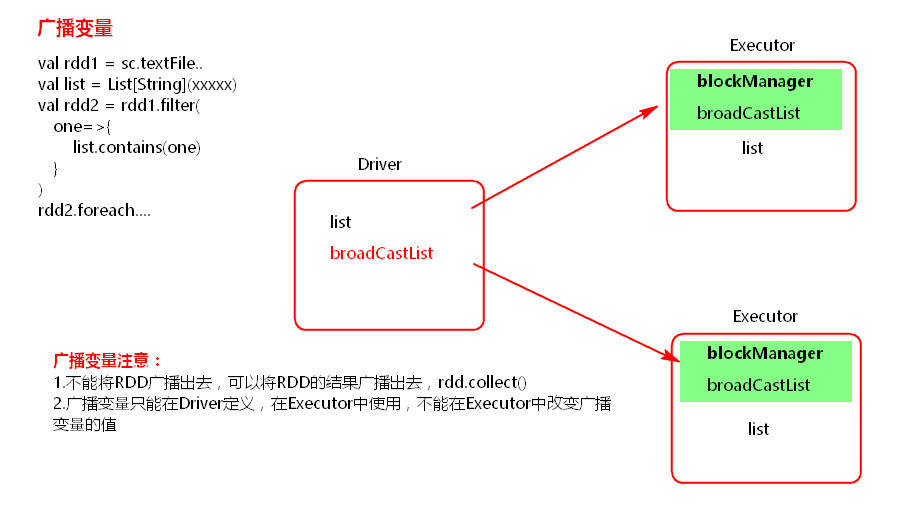 广播变量
val rdd1 = sc.textFile..
val list = List[String](xxxxx)
val rdd2 = rdd1.filter(
one=>{
list.contains(one)
}
)
rdd2.foreach....
Driver
list
broadCastList
Executor
blockManager
broadCastList
list
Executor
blockManager
broadCastList
list
广播变量注意：
1.不能将RDD广播出去，可以将RDD的结果广播出去，rdd.collect()
2.广播变量只能在Driver定义，在Executor中使用，不能在Executor中改变广播
变量的值